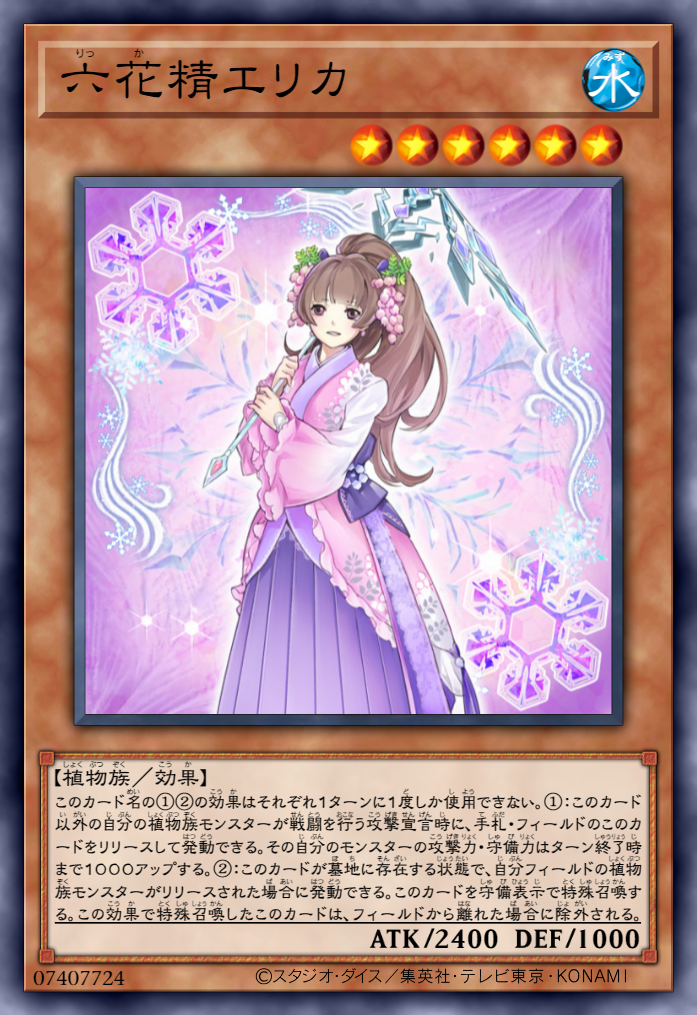 六花精エリカ
水
【植物族／効果】
このカード名の①②の効果はそれぞれ1ターンに1度しか使用できない。①：このカード
以外の自分の植物族モンスターが戦闘を行う攻撃宣言時に、手札・フィールドのこのカ
ードをリリースして発動できる。その自分のモンスターの攻撃力・守備力はターン終了時
まで1000アップする。②：このカードが墓地に存在する状態で、自分フィールドの植物
族モンスターがリリースされた場合に発動できる。このカードを守備表示で特殊召喚す
る。この効果で特殊召喚したこのカードは、フィールドから離れた場合に除外される。
ATK/2400 DEF/1000
07407724 ©スタジオ・ダイス／集英社・テレビ東京・KONAMI